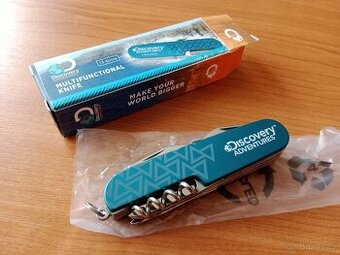 Discovery
MULTIFUNCTIONAL
KNIFE
MAKE YOUR
WORLD BIGGER
Discovery
ADVENTURES